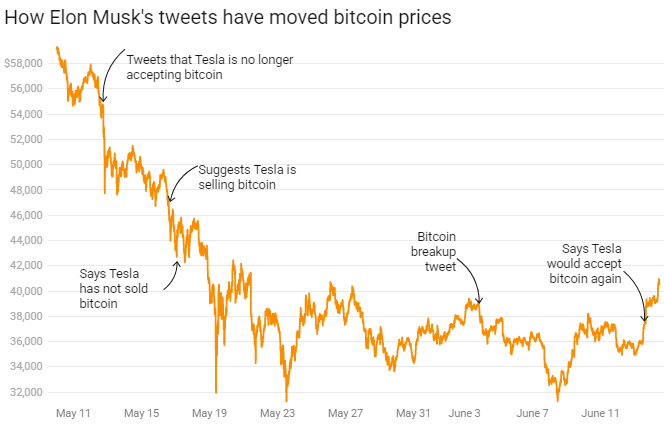 How Elon Musk's tweets have moved bitcoin prices
$58,000
56,000
54,000
52,000
50,000
48,000
46,000
44,000
42,000
40,000
38,000
36,000
34,000
32,000
Tweets that Tesla is no longer
accepting bitcoin
Suggests Tesla is
selling bitcoin
Says Tesla
has not sold
bitcoin
Bitcoin
breakup
tweet
Says Tesla
would accept
bitcoin again
May 11
May 15
May 19
May 23
May 27
May 31
June 3
June 7
June 11